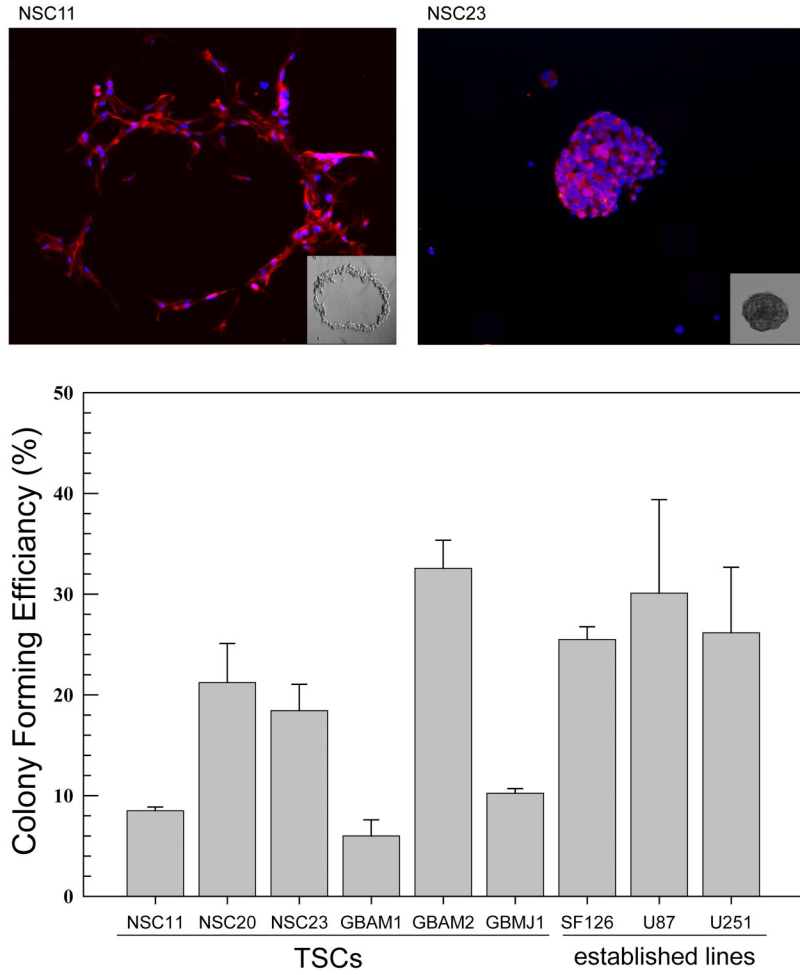 NSC11
NSC23
Colony Forming Efficiancy (%)
50
40
30
20
10
0
NSC11 NSC20 NSC23 GBAM1 GBAM2 GBMJ1 SF126 U87 U251
TSCs established lines